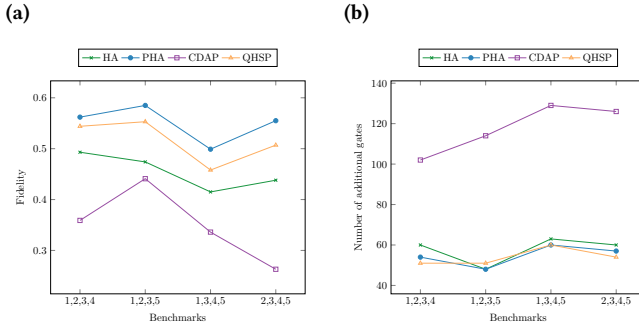 (a)
HA PHA CDAP QHSP
0.6
0.5
0.4
0.3
Fidelity
1,2,3,4 1,2,3,5 1,3,4,5 2,3,4,5
Benchmarks
(b)
HA PHA CDAP QHSP
140
120
100
80
60
40
Number of additional gates
1,2,3,4 1,2,3,5 1,3,4,5 2,3,4,5
Benchmarks